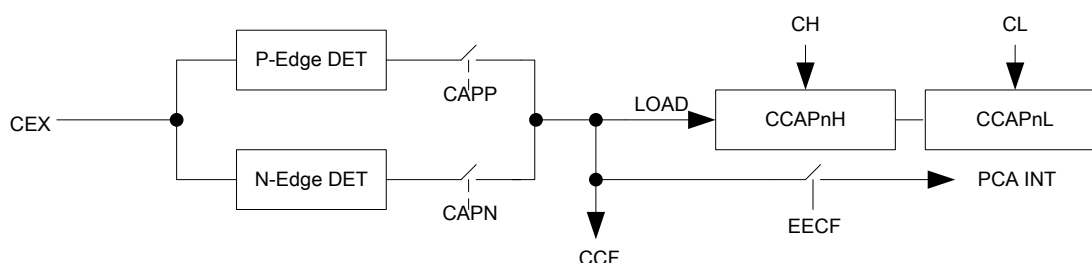 CH
CL
P-Edge DET
CAPP
LOAD
CCAPnH
CCAPnL
CEX
N-Edge DET
CAPN
PCA INT
EECF
CCF